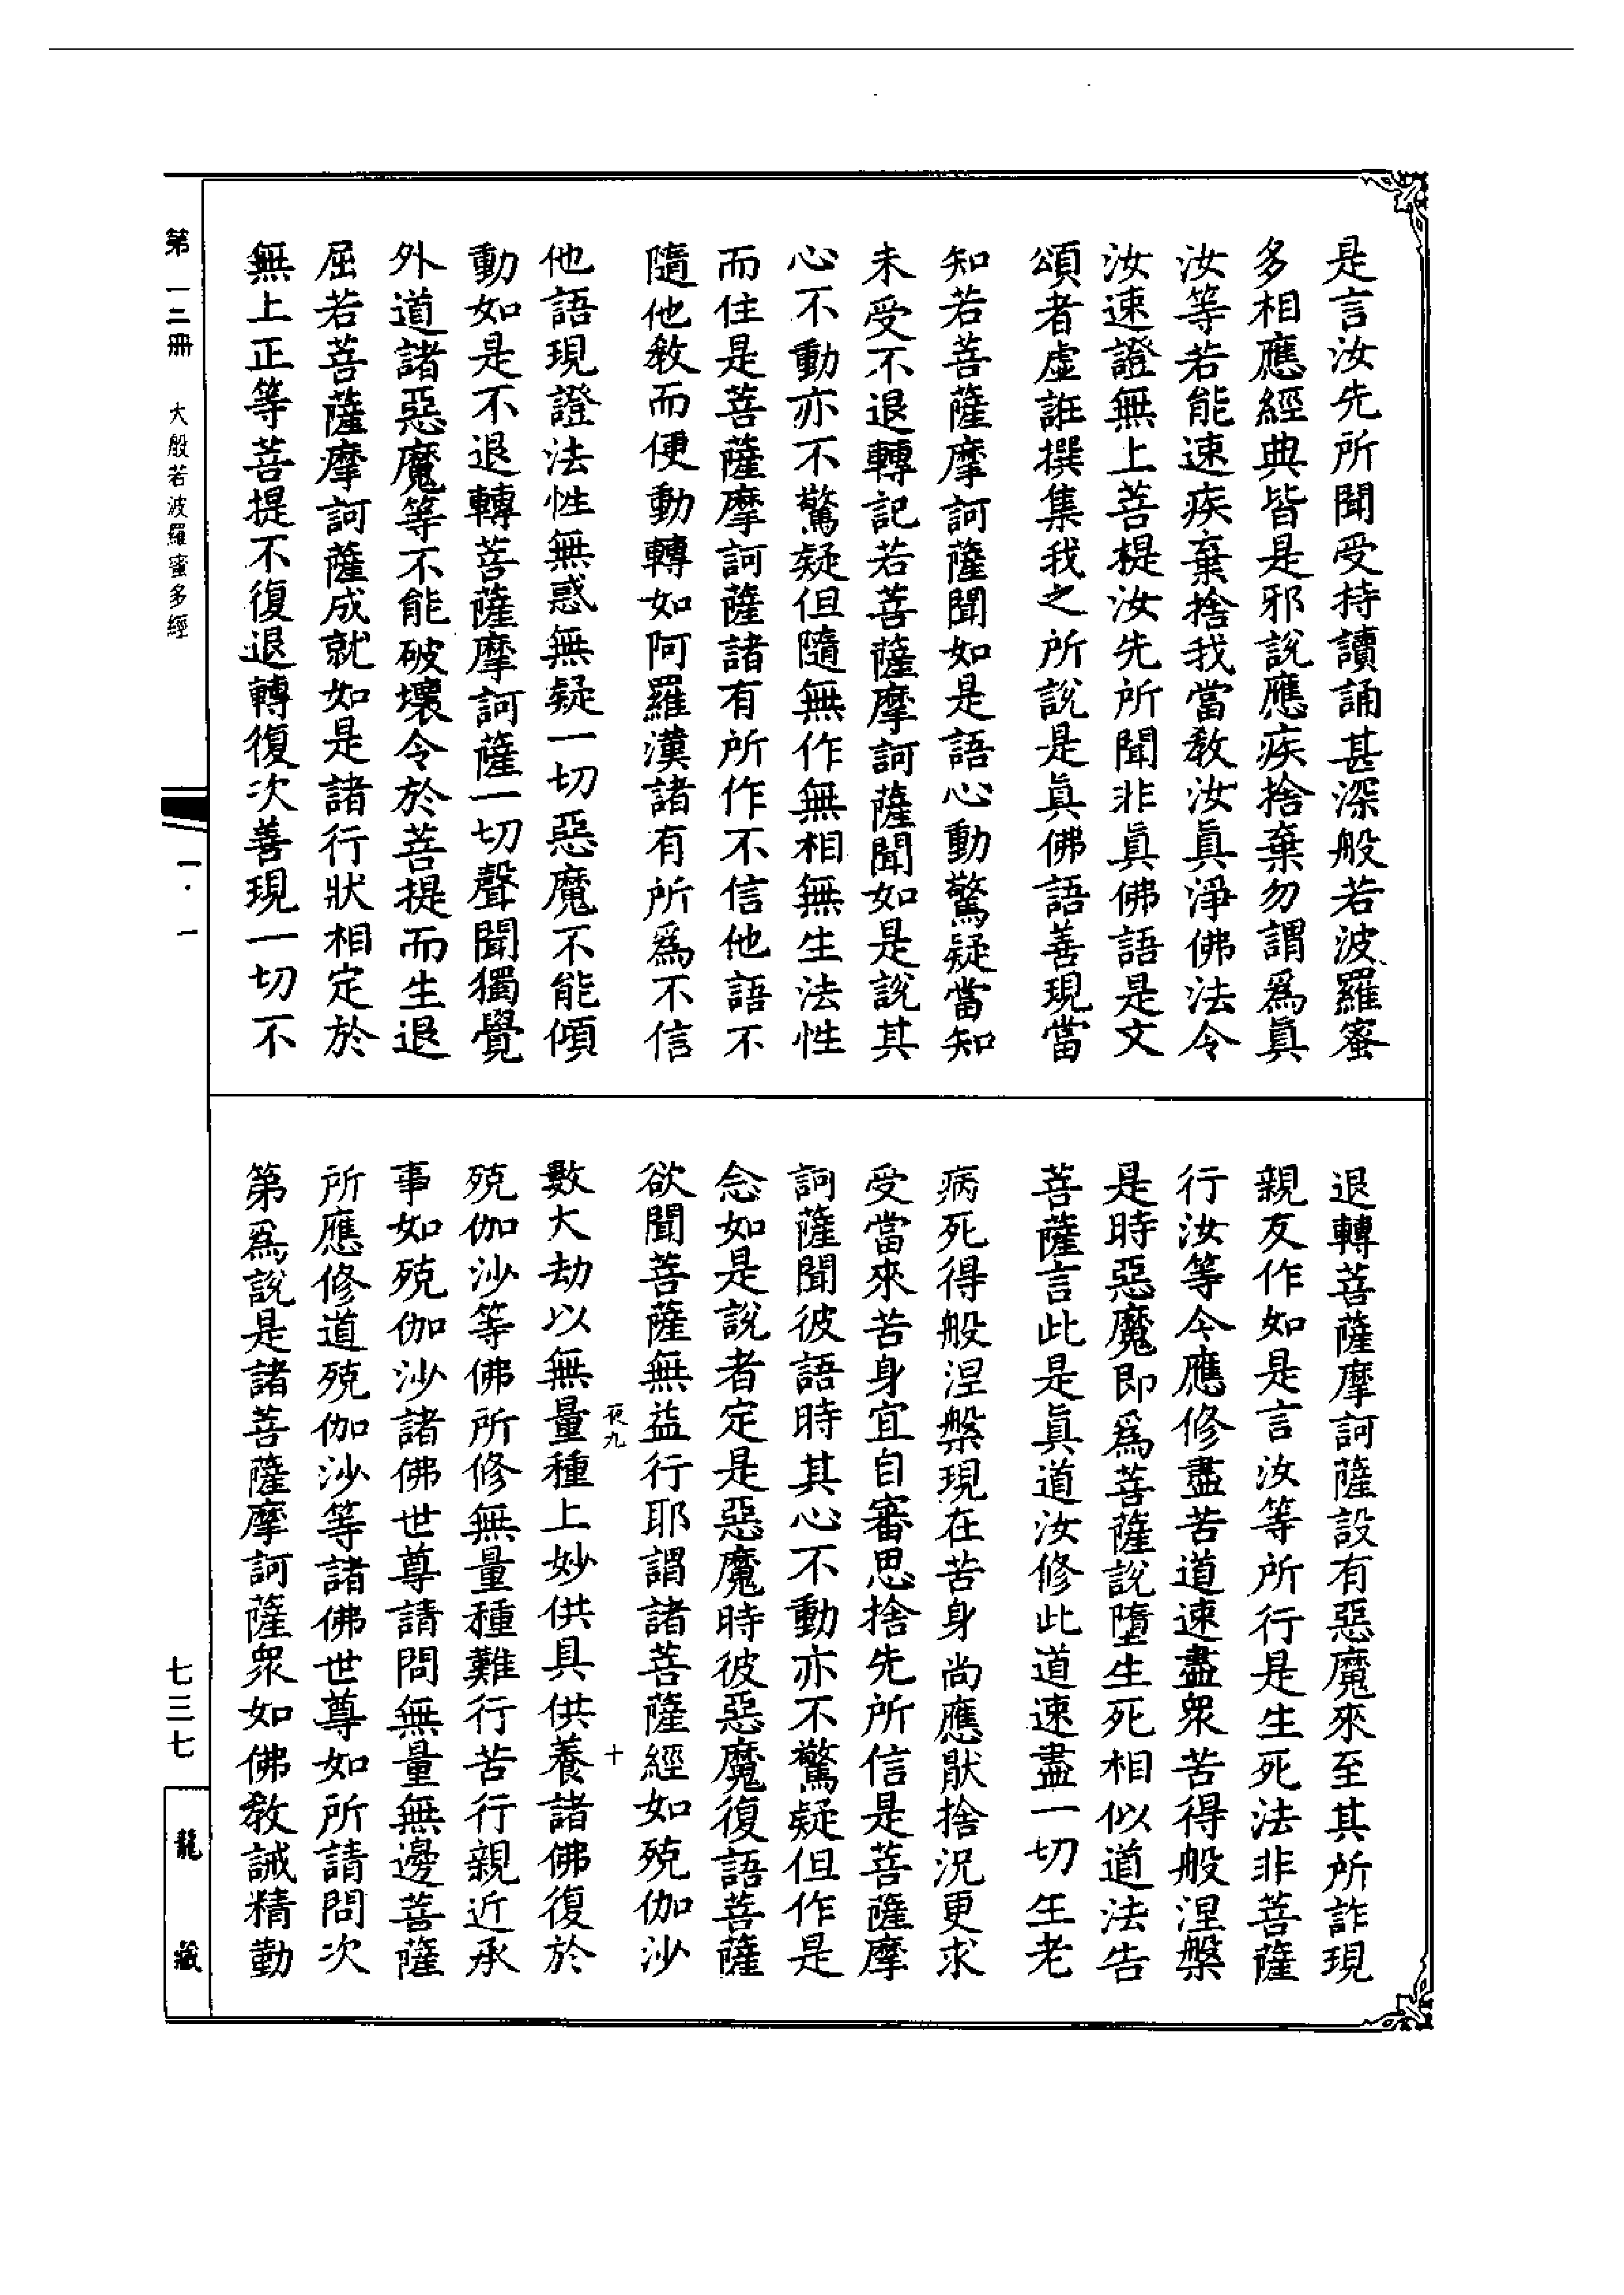 是言汝先所聞受持讀誦甚深般若波羅蜜
多相應經典皆是邪說應疾捨棄勿謂爲眞
汝等若能速疾棄捨我當教汝眞淨佛法令
汝速證無上菩提汝先所聞非眞佛語是文
頌者虛誑撰集我之所說是眞佛語善現當
知若菩薩摩訶薩聞如是語心動驚疑當知
未受不退轉記若菩薩摩訶薩聞如是說其
心不動亦不驚疑但隨無作無相無生法性
而住是菩薩摩訶薩諸有所作不信他語不
隨他教而便動轉如阿羅漢諸有所爲不信
他語現證法性無惑無疑一切惡魔不能傾
動如是不退轉菩薩摩訶薩一切聲聞獨覺
外道諸惡魔等不能破壞令於菩提而生退
屈若菩薩摩訶薩成就如是諸行狀相定於
無上正等菩提不復退轉復次善現一切不
退轉菩薩摩訶薩設有惡魔來至其所詐現
親友作如是言汝等所行是生死法非菩薩
行汝等今應修盡苦道速盡衆苦得般涅槃
是時惡魔即爲菩薩說墮生死相似道法告
菩薩言此是眞道汝修此道速盡一切生老
病死得般涅槃現在苦身尚應猒捨況更求
受當來苦身宜自審思捨先所信是菩薩摩
訶薩聞彼語時其心不動亦不驚疑但作是
念如是說者定是惡魔時彼惡魔復語菩薩
欲聞菩薩無益行耶謂諸菩薩經如殑伽沙
夜九 十
數大劫以無量種上妙供具供養諸佛復於
殑伽沙等佛所修無量種難行苦行親近承
事如殑伽沙諸佛世尊請問無量無邊菩薩
所應修道殑伽沙等諸佛世尊如所請問次
第爲說是諸菩薩摩訶薩衆如佛教誡精勤
第一二冊 大般若波羅蜜多經
一·一
七三七
龍藏